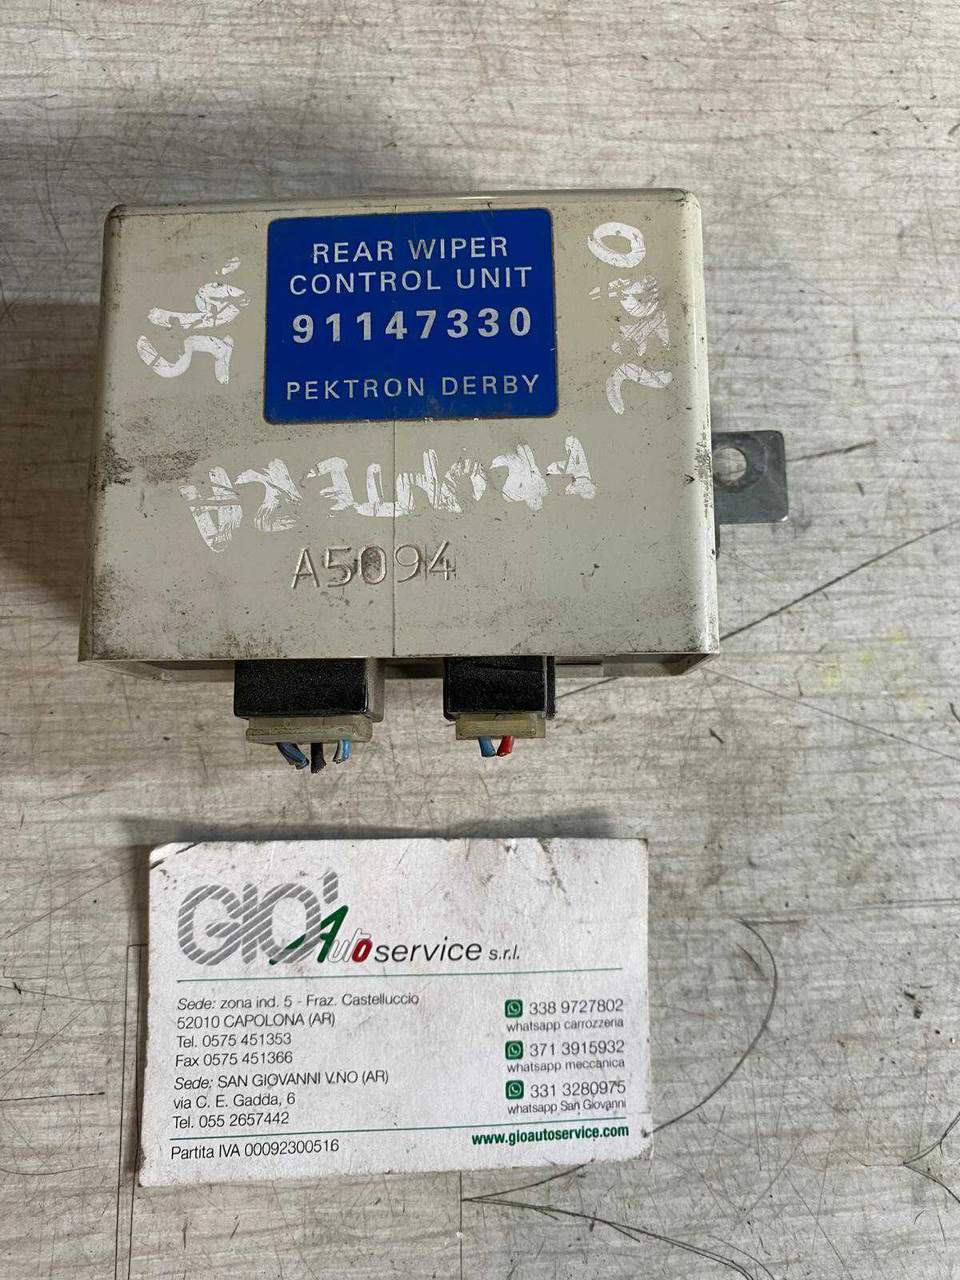 REAR WIPER
CONTROL UNIT
91147330
PEKTRON DERBY
FRONTERA
A5094
GIO' Auto service s.r.l.
Sede: zona ind. 5 - Fraz. Castelluccio
52010 CAPOLONA (AR)
Tel. 0575 451353
Fax 0575 451366
Sede: SAN GIOVANNI V.NO (AR)
via C. E. Gadda, 6
Tel. 055 2657442
Partita IVA 00092300516
338 9727802
whatsapp carrozzeria
371 3915932
whatsapp meccanica
331 3280975
whatsapp San Giovanni
www.gioautoservice.com